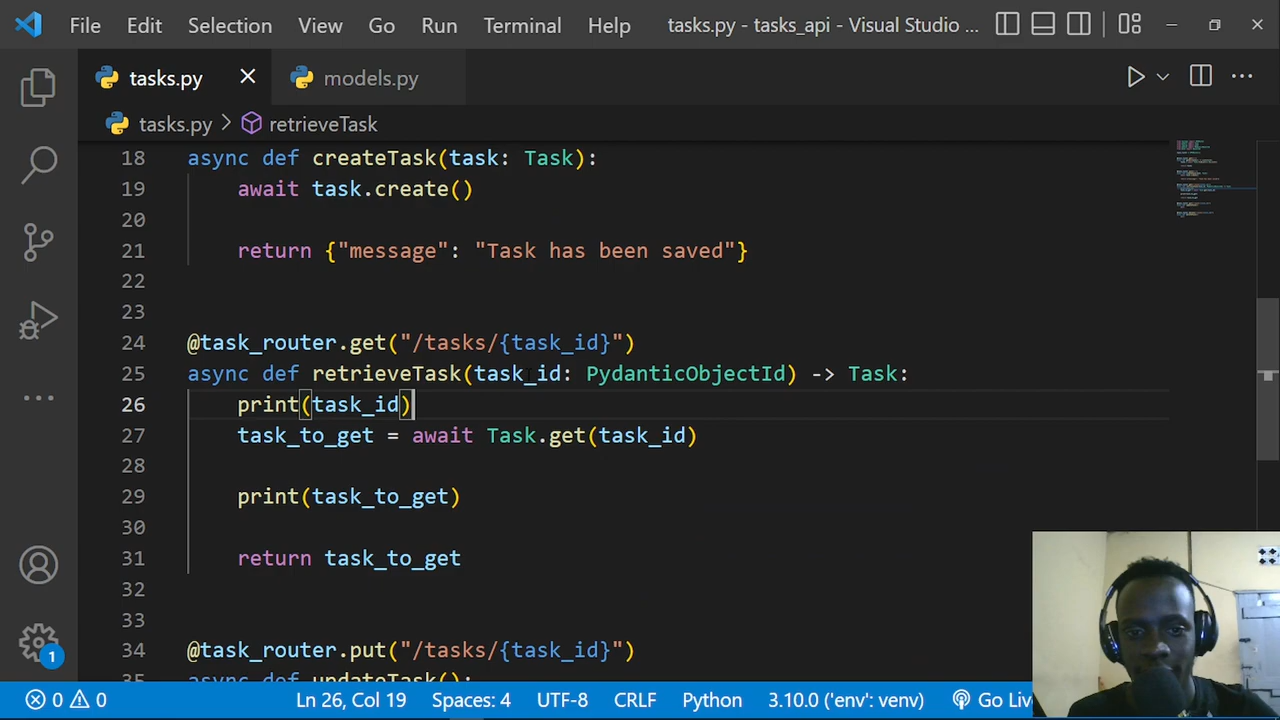 File Edit Selection View Go Run Terminal Help tasks.py - tasks_api - Visual Studio ...
tasks.py models.py
tasks.py > retrieveTask
18 async def createTask(task: Task):
19 await task.create()
20
21 return {"message": "Task has been saved"}
22
23
24 @task_router.get("/tasks/{task_id}")
25 async def retrieveTask(task_id: PydanticObjectId) -> Task:
26 print(task_id)
27 task_to_get = await Task.get(task_id)
28
29 print(task_to_get)
30
31 return task_to_get
32
33
34 @task_router.put("/tasks/{task_id}")
35 async def updateTask(
1
0 0 Ln 26, Col 19 Spaces: 4 UTF-8 CRLF Python 3.10.0 ('env': venv) Go Liv